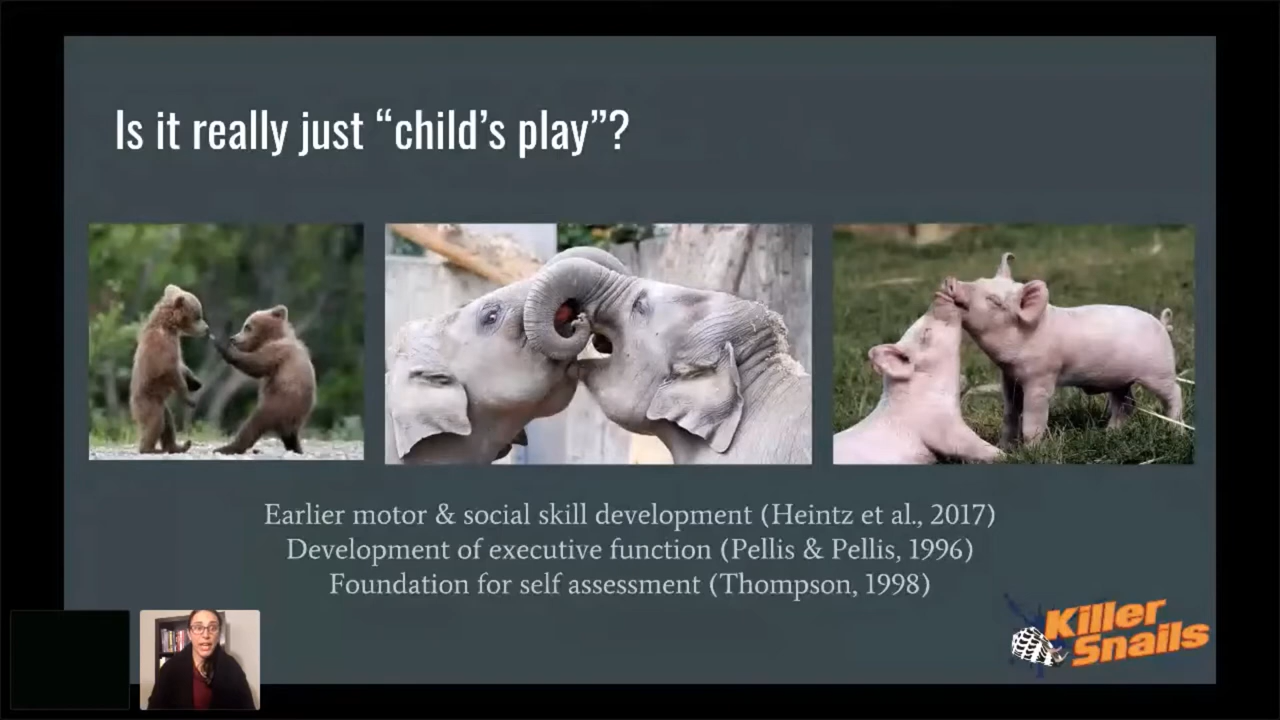 Is it really just “child’s play”?
Earlier motor & social skill development (Heintz et al., 2017)
Development of executive function (Pellis & Pellis, 1996)
Foundation for self assessment (Thompson, 1998)
Killer
Snails